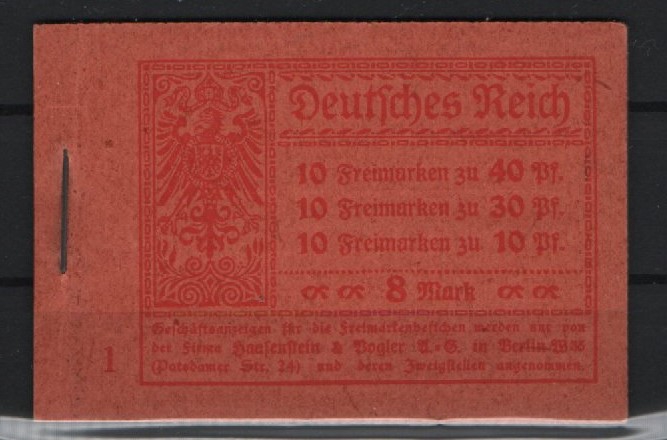 Deutsches Reich
10 Freimarken zu 40 Pf.
10 Freimarken zu 30 Pf.
10 Freimarken zu 10 Pf.
8 Mark
Geschäftsanzeigen für die Freimarkenheftchen werden nur von
der Firma Haasenstein & Vogler A.-G. in Berlin W35
(Potsdamer Str. 24) und deren Zweigstellen angenommen.
1